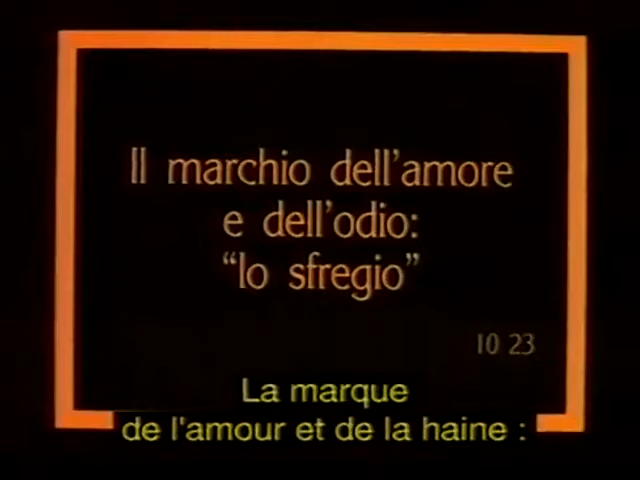 Il marchio dell'amore
e dell'odio:
“lo sfregio”
10 23
La marque
de l'amour et de la haine :